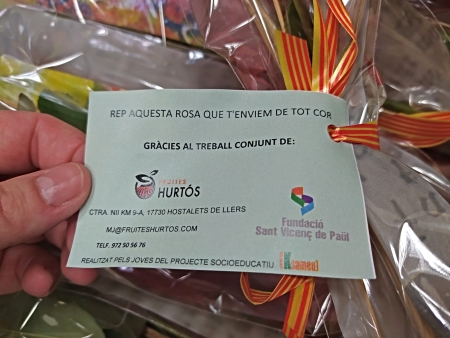 REP AQUESTA ROSA QUE T'ENVIEM DE TOT COR
GRÀCIES AL TREBALL CONJUNT DE:
FRUITES
HURTÓS
CTRA. NII KM 9-A, 17730 HOSTALETS DE LLERS
MJ@FRUITESHURTOS.COM
TELF. 972 50 56 76
Fundació
Sant Vicenç de Paül
REALITZAT PELS JOVES DEL PROJECTE SOCIOEDUCATIU